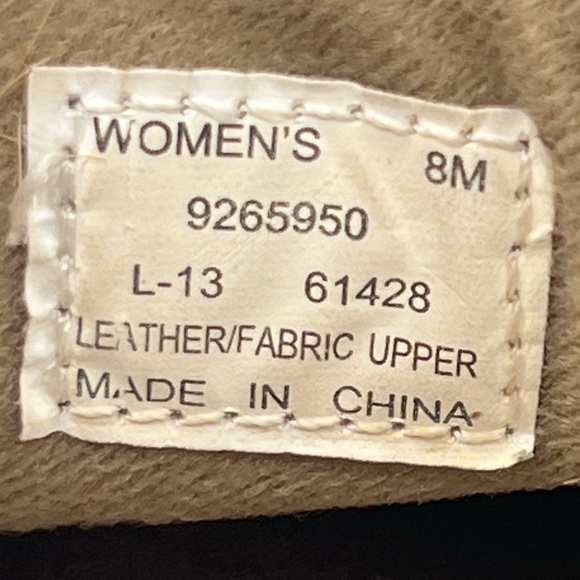 WOMEN'S 8M
9265950
L-13 61428
LEATHER/FABRIC UPPER
MADE IN CHINA